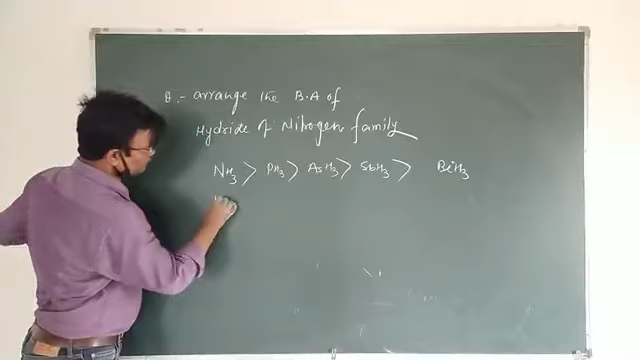 Q.- arrange the B.A of
Hydride of Nitrogen family
NH3 > PH3 > AsH3 > SbH3 > BiH3